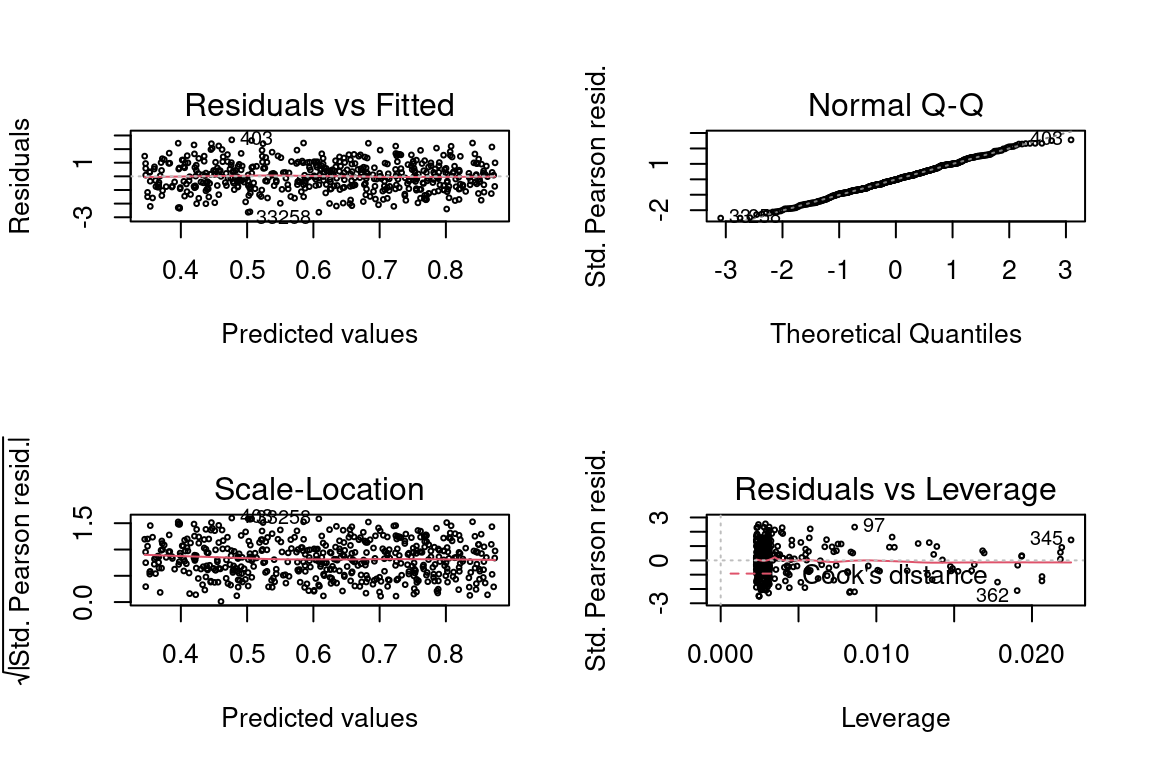 Residuals vs Fitted
Residuals
1
-3
403
33258
0.4 0.5 0.6 0.7 0.8
Predicted values
Normal Q-Q
Std. Pearson resid.
1
-2
403
-3 -2 -1 0 1 2 3
Theoretical Quantiles
Scale-Location
√|Std. Pearson resid.|
1.5
0.0
0.4 0.5 0.6 0.7 0.8
Predicted values
Residuals vs Leverage
Std. Pearson resid.
3
0
-3
97
345
Cook's distance
362
0.000 0.010 0.020
Leverage